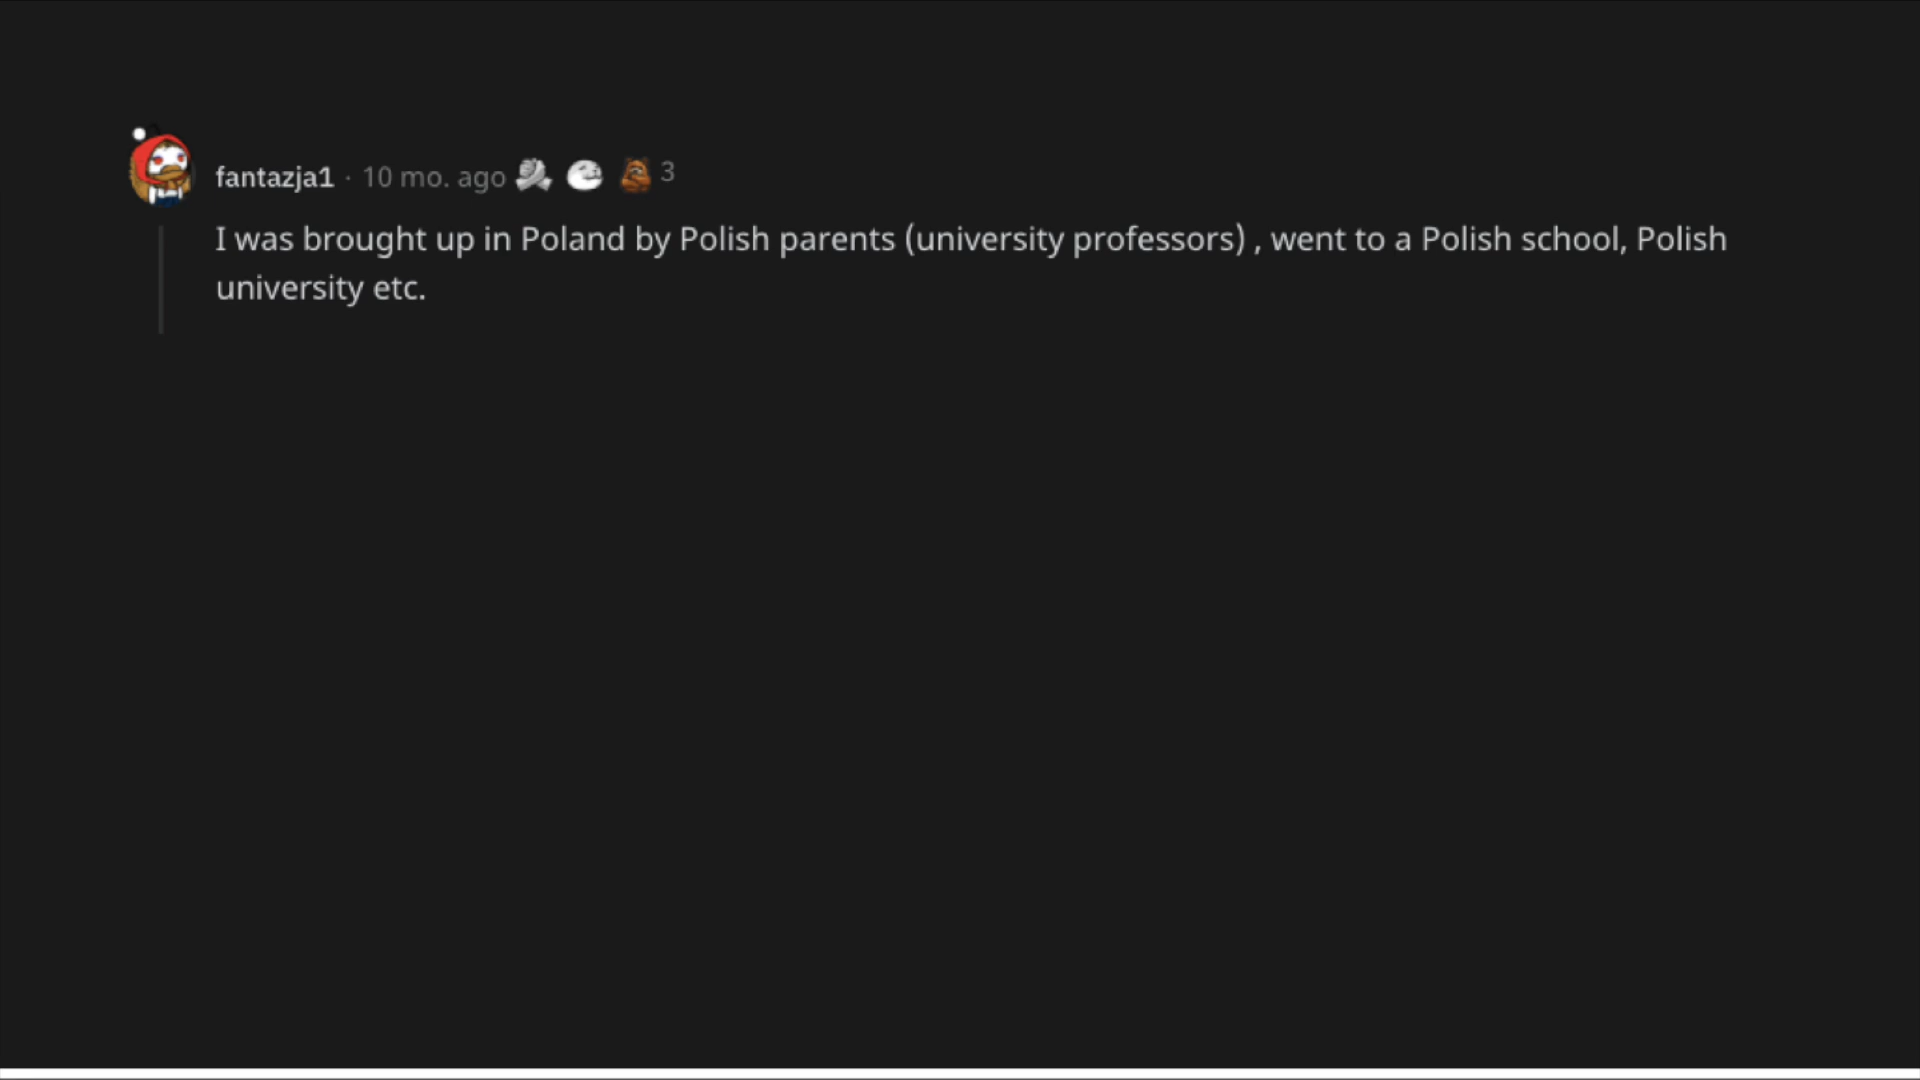 fantazja1 · 10 mo. ago 3
I was brought up in Poland by Polish parents (university professors) , went to a Polish school, Polish
university etc.